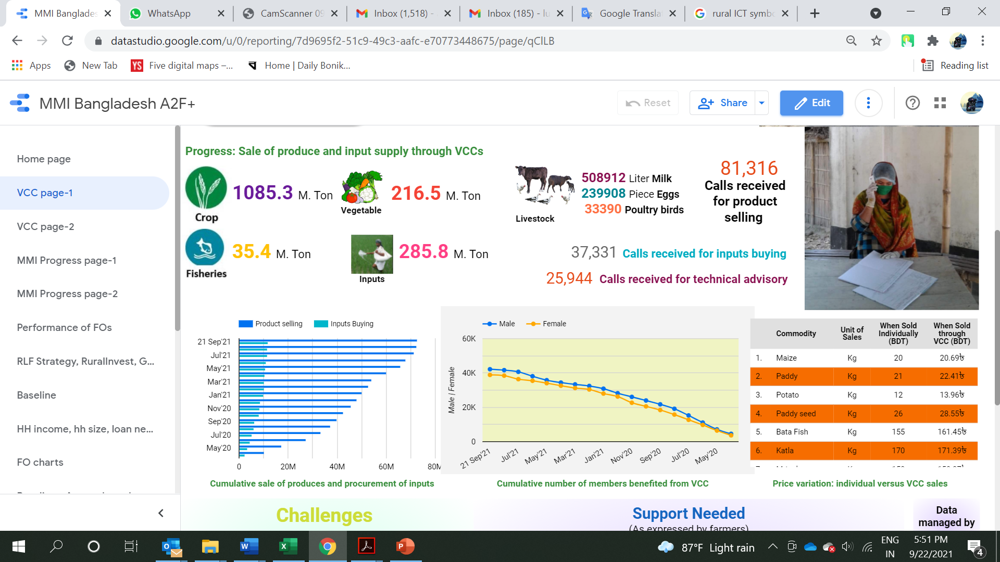 MMI Banglades
WhatsApp
CamScanner 09
Inbox (1,518) -
Inbox (185) - lu
Google Transla
rural ICT symbo
datastudio.google.com/u/0/reporting/7d9695f2-51c9-49c3-aafc-e70773448675/page/qClLB
Apps
New Tab
YS
Five digital maps –...
Home | Daily Bonik...
Reading list
MMI Bangladesh A2F+
Reset
Share
Edit
Home page
VCC page-1
VCC page-2
MMI Progress page-1
MMI Progress page-2
Performance of FOs
RLF Strategy, RuralInvest, G...
Baseline
HH income, hh size, loan ne...
FO charts
Progress: Sale of produce and input supply through VCCs
Crop
1085.3 M. Ton
Vegetable
216.5 M. Ton
Livestock
508912 Liter Milk
239908 Piece Eggs
33390 Poultry birds
81,316
Calls received
for product
selling
Fisheries
35.4 M. Ton
Inputs
285.8 M. Ton
37,331 Calls received for inputs buying
25,944 Calls received for technical advisory
Product selling Inputs Buying
21 Sep'21
Jul'21
May'21
Mar'21
Jan'21
Nov'20
Sep'20
Jul'20
May'20
0 20M 40M 60M 80M
Cumulative sale of produces and procurement of inputs
Male Female
Male | Female
60K
40K
20K
0
21 Sep'21 Jul'21 May'21 Mar'21 Jan'21 Nov'20 Sep'20 Jul'20 May'20
Cumulative number of members benefited from VCC
Commodity Unit of Sales When Sold Individually (BDT) When Sold through VCC (BDT)
1. Maize Kg 20 20.69৳
2. Paddy Kg 21 22.41৳
3. Potato Kg 12 13.96৳
4. Paddy seed Kg 26 28.55৳
5. Bata Fish Kg 155 161.45৳
6. Katla Kg 170 171.39৳
Price variation: individual versus VCC sales
Challenges
Support Needed
(As expressed by farmers)
Data
managed by
87°F Light rain
ENG
IN
5:51 PM
9/22/2021
4